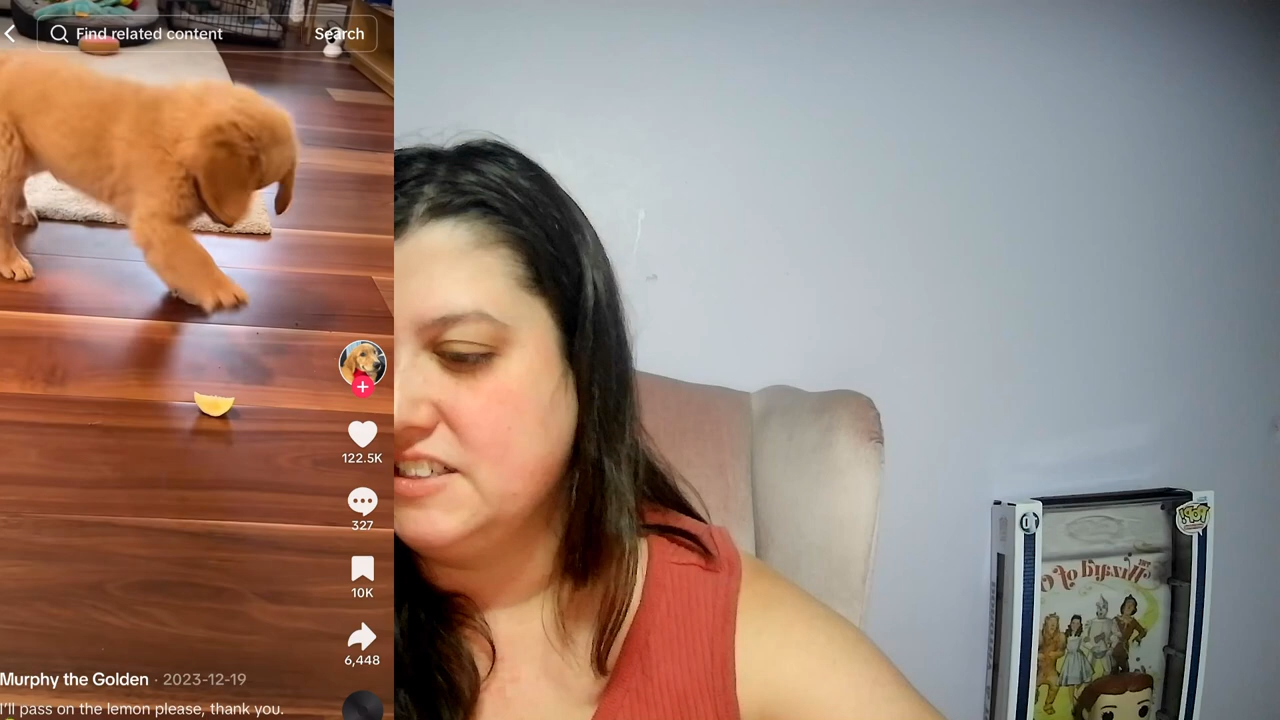 Find related content
Search
122.5K
327
10K
6,448
Murphy the Golden · 2023-12-19
I'll pass on the lemon please, thank you.
POP!
10
THE
Wizard of O